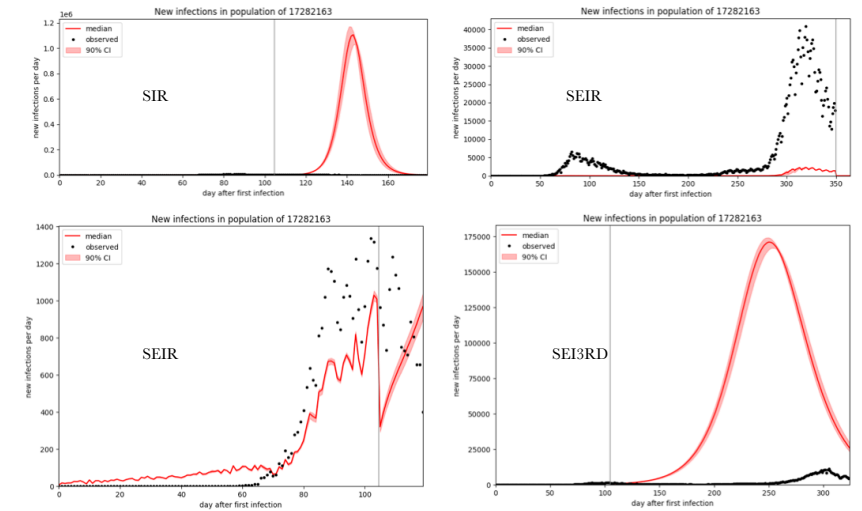 New infections in population of 17282163
1e6
median
observed
90% CI
new infections per day
1.2
1.0
0.8
0.6
0.4
0.2
0.0
SIR
0 20 40 60 80 100 120 140 160
day after first infection
New infections in population of 17282163
median
observed
90% CI
new infections per day
40000
35000
30000
25000
20000
15000
10000
5000
0
SEIR
0 50 100 150 200 250 300 350
day after first infection
New infections in population of 17282163
median
observed
90% CI
new infections per day
1400
1200
1000
800
600
400
200
0
SEIR
0 20 40 60 80 100
day after first infection
New infections in population of 17282163
median
observed
90% CI
new infections per day
175000
150000
125000
100000
75000
50000
25000
0
SEI3RD
0 50 100 150 200 250 300
day after first infection